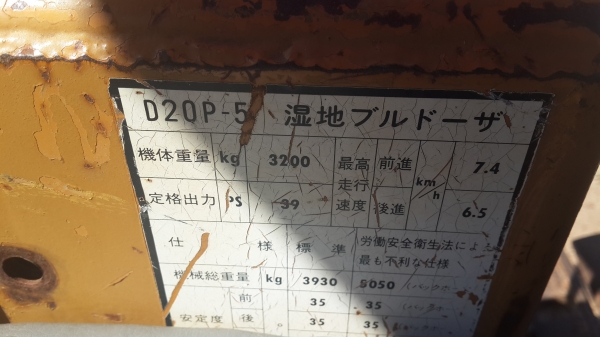 D20P-5 湿地ブルドーザ
機体重量 kg 3200 最高走行速度 前進 km/h 7.4
定格出力 PS 39 後進 6.5
仕様 標準 労働安全衛生法による最も不利な仕様
機械総重量 kg 3930 5050
安定度 前 35 35
後 ° 35 35